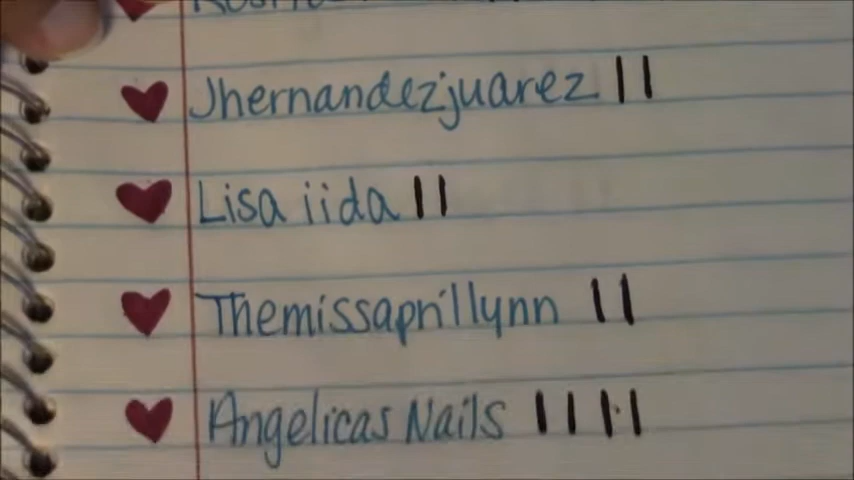 Jhernandezjuarez ||
Lisa iida ||
Themissaprillynn ||
Angelicas Nails ||||